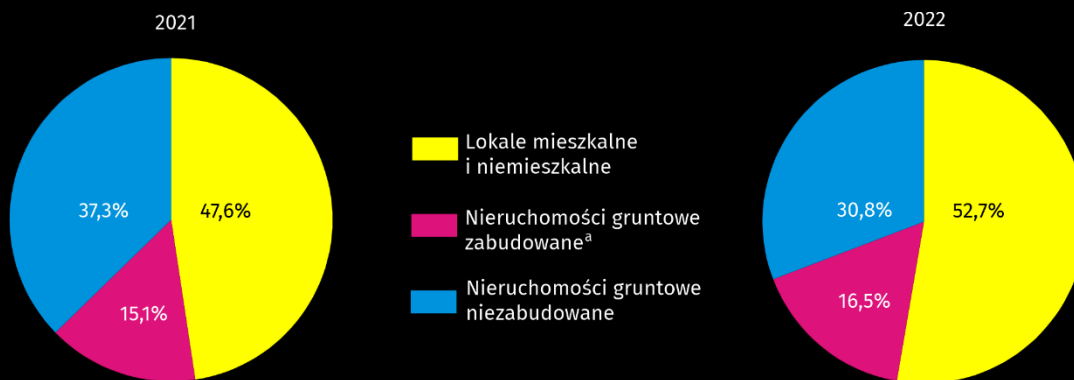 2021
2022
37,3%
47,6%
15,1%
Lokale mieszkalne
i niemieszkalne
Nieruchomości gruntowe
zabudowaneᵃ
Nieruchomości gruntowe
niezabudowane
30,8%
52,7%
16,5%